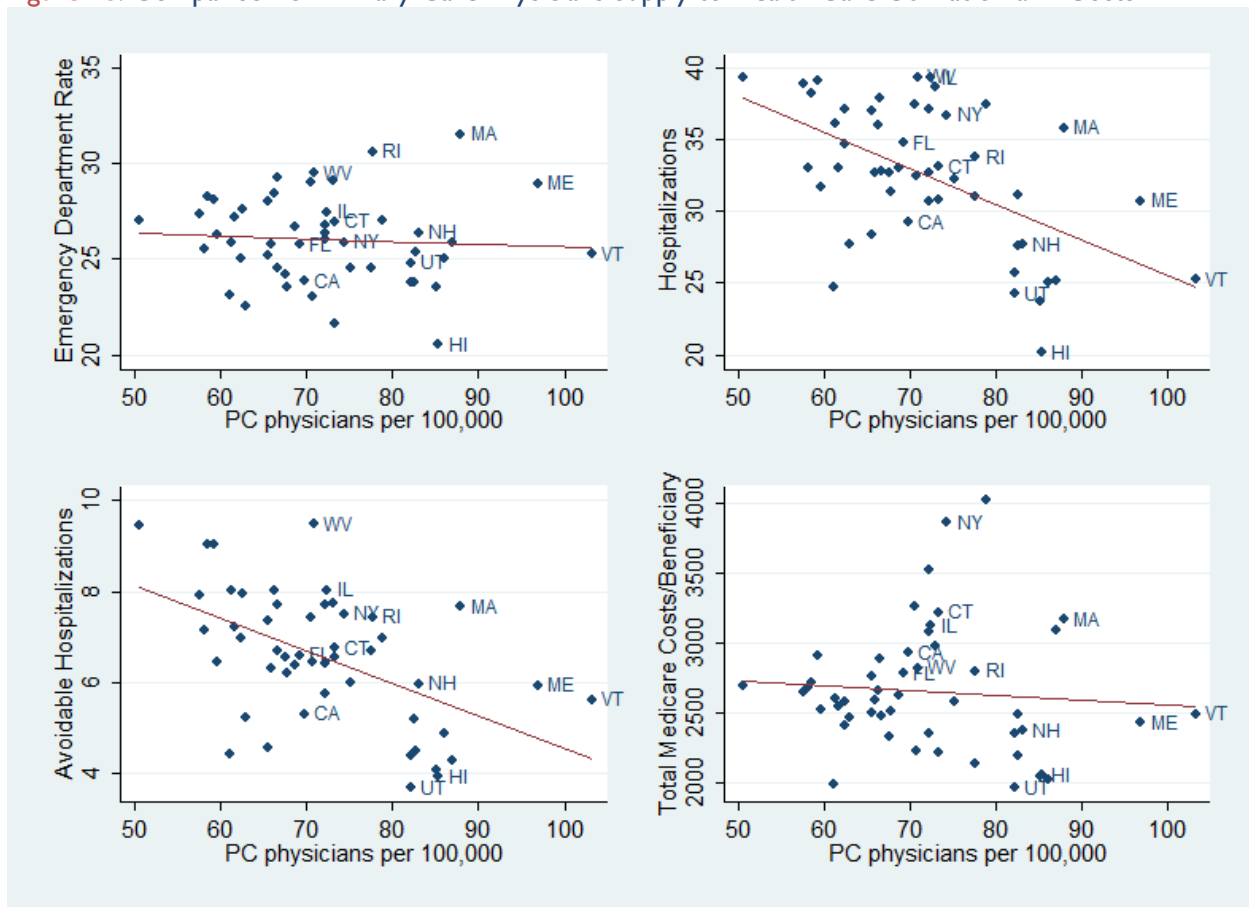 Emergency Department Rate
35
30
25
20
MA
RI
ME
WV
IL
CT
NH
FL
NY
VT
UT
CA
HI
50 60 70 80 90 100
PC physicians per 100,000
Hospitalizations
40
35
30
25
20
WV
IL
NY
MA
FL
RI
CT
ME
CA
NH
VT
UT
HI
50 60 70 80 90 100
PC physicians per 100,000
Avoidable Hospitalizations
10
8
6
4
WV
IL
MA
NY
RI
CT
FL
NH
ME
VT
CA
HI
UT
50 60 70 80 90 100
PC physicians per 100,000
Total Medicare Costs/Beneficiary
4000
3500
3000
2500
2000
NY
CT
MA
IL
CA
WV
RI
FL
VT
ME
NH
HI
UT
50 60 70 80 90 100
PC physicians per 100,000